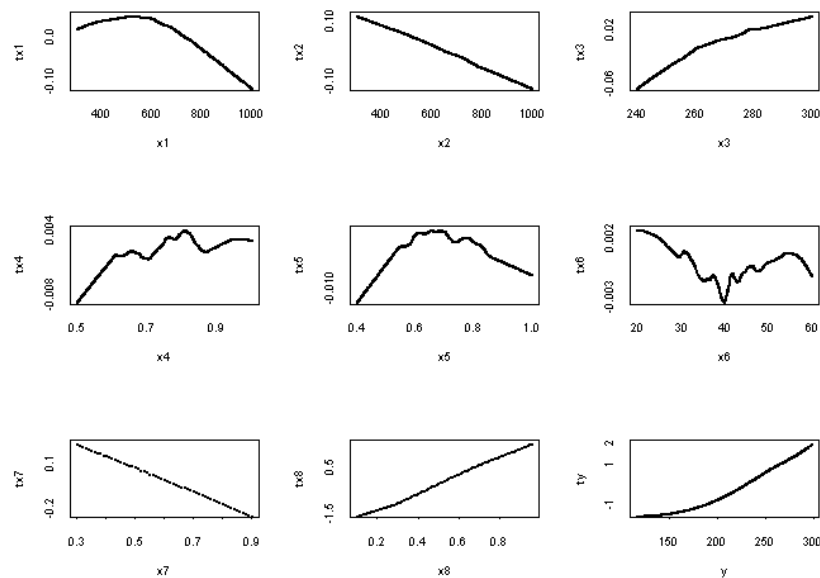 tx1
0.0
-0.10
400 600 800 1000
x1
tx2
0.10
-0.10
400 600 800 1000
x2
tx3
0.02
-0.06
240 260 280 300
x3
tx4
0.004
-0.008
0.5 0.7 0.9
x4
tx5
-0.010
0.4 0.6 0.8 1.0
x5
tx6
0.002
-0.003
20 30 40 50 60
x6
tx7
0.1
-0.2
0.3 0.5 0.7 0.9
x7
tx8
0.5
-1.5
0.2 0.4 0.6 0.8
x8
ty
2
1
-1
150 200 250 300
y